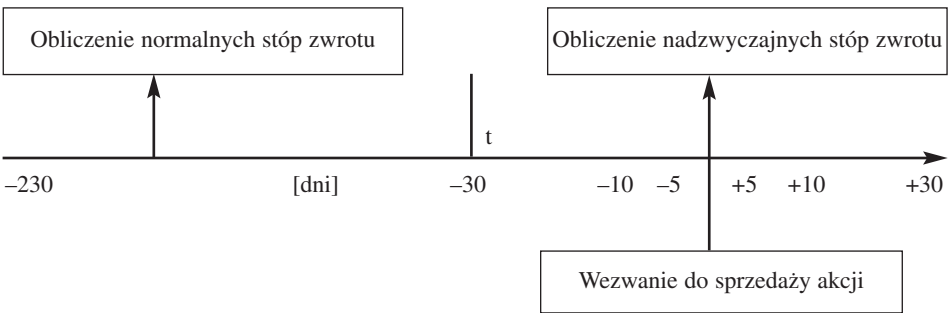 Obliczenie normalnych stóp zwrotu
Obliczenie nadzwyczajnych stóp zwrotu
t
–230 [dni] –30 –10 –5 +5 +10 +30
Wezwanie do sprzedaży akcji